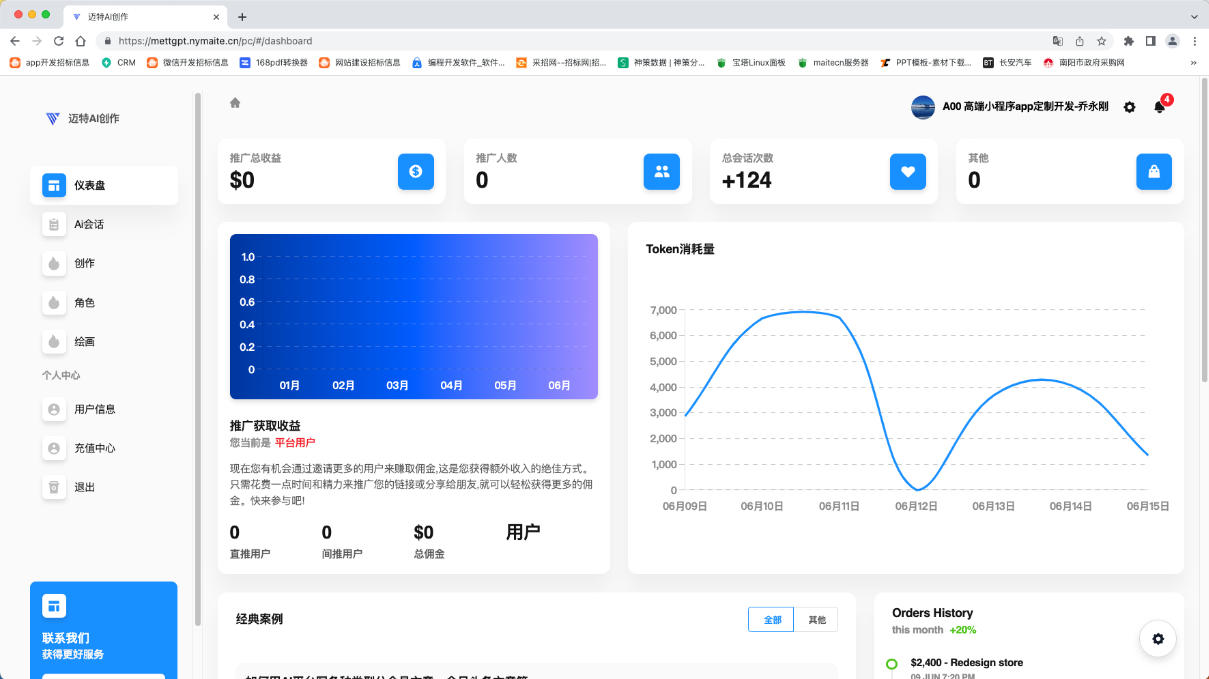 迈特AI创作
https://mettgpt.nymaite.cn/pc/#/dashboard
app开发招标信息
CRM
微信开发招标信息
168pdf转换器
网站建设招标信息
编程开发软件_软件...
采招网--招标网|招...
神策数据 | 神策分...
宝塔Linux面板
maitecn服务器
PPT模板-素材下载...
BT
长安汽车
南阳市政府采购网
»
迈特AI创作
A00 高端小程序app定制开发-乔永刚
4
仪表盘
Ai会话
创作
角色
绘画
个人中心
用户信息
充值中心
退出
联系我们
获得更好服务
推广总收益
$0
推广人数
0
总会话次数
+124
其他
0
1.0
0.8
0.6
0.4
0.2
0
01月 02月 03月 04月 05月 06月
推广获取收益
您当前是 平台用户
现在您有机会通过邀请更多的用户来赚取佣金,这是您获得额外收入的绝佳方式。
只需花费一点时间和精力来推广您的链接或分享给朋友,就可以轻松获得更多的佣
金。快来参与吧!
0 0 $0 用户
直推用户 间推用户 总佣金
Token消耗量
7,000
6,000
5,000
4,000
3,000
2,000
1,000
0
06月09日 06月10日 06月11日 06月12日 06月13日 06月14日 06月15日
经典案例
全部 其他
Orders History
this month +20%
$2,400 - Redesign store
09 JUN 7:20 PM